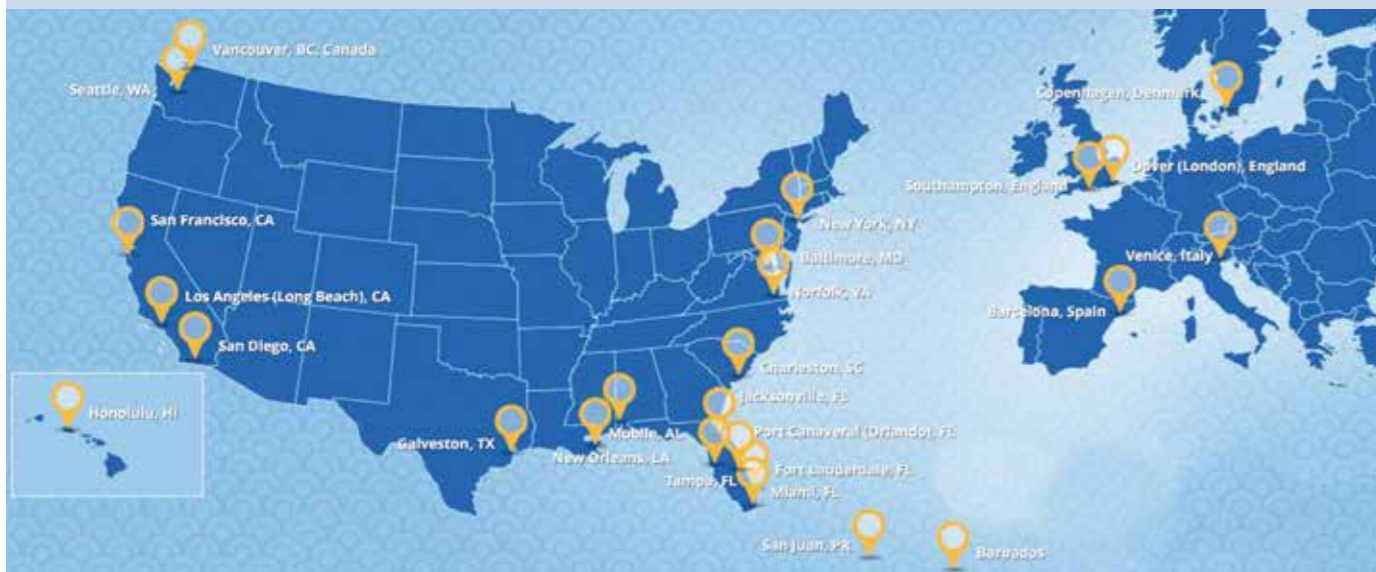 Vancouver, BC, Canada
Seattle, WA
San Francisco, CA
Los Angeles (Long Beach), CA
San Diego, CA
Honolulu, HI
Galveston, TX
New Orleans, LA
Mobile, AL
Tampa, FL
Miami, FL
Fort Lauderdale, FL
Port Canaveral (Orlando), FL
Jacksonville, FL
Charleston, SC
Norfolk, VA
Baltimore, MD
New York, NY
San Juan, PR
Barbados
Copenhagen, Denmark
Dover (London), England
Southampton, England
Venice, Italy
Barcelona, Spain